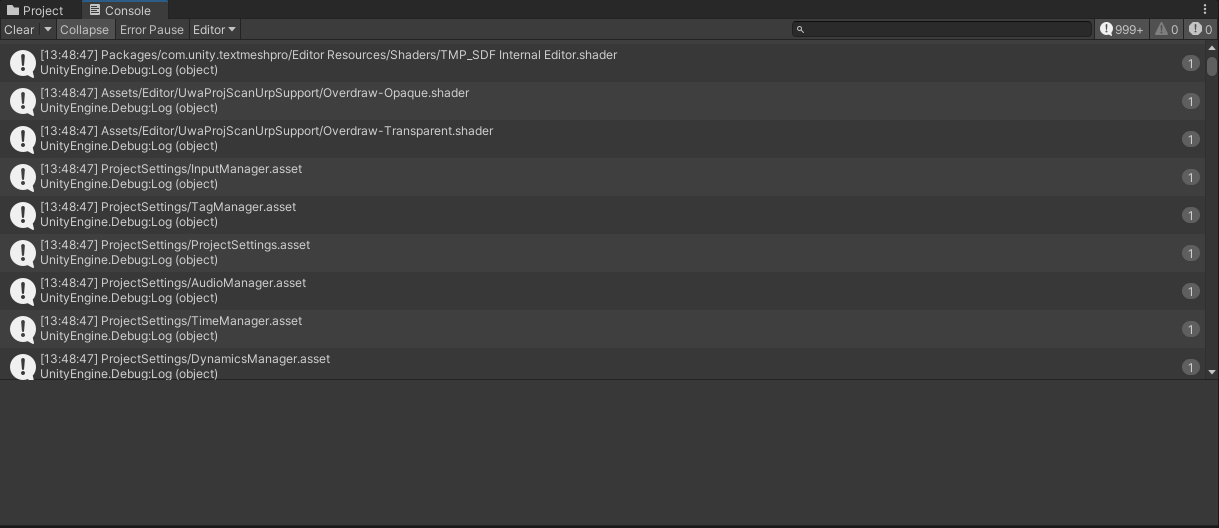 Project Console
Clear Collapse Error Pause Editor 999+ 0 0
[13:48:47] Packages/com.unity.textmeshpro/Editor Resources/Shaders/TMP_SDF Internal Editor.shader
UnityEngine.Debug:Log (object)
1
[13:48:47] Assets/Editor/UwaProjScanUrpSupport/Overdraw-Opaque.shader
UnityEngine.Debug:Log (object)
1
[13:48:47] Assets/Editor/UwaProjScanUrpSupport/Overdraw-Transparent.shader
UnityEngine.Debug:Log (object)
1
[13:48:47] ProjectSettings/InputManager.asset
UnityEngine.Debug:Log (object)
1
[13:48:47] ProjectSettings/TagManager.asset
UnityEngine.Debug:Log (object)
1
[13:48:47] ProjectSettings/ProjectSettings.asset
UnityEngine.Debug:Log (object)
1
[13:48:47] ProjectSettings/AudioManager.asset
UnityEngine.Debug:Log (object)
1
[13:48:47] ProjectSettings/TimeManager.asset
UnityEngine.Debug:Log (object)
1
[13:48:47] ProjectSettings/DynamicsManager.asset
UnityEngine.Debug:Log (object)
1